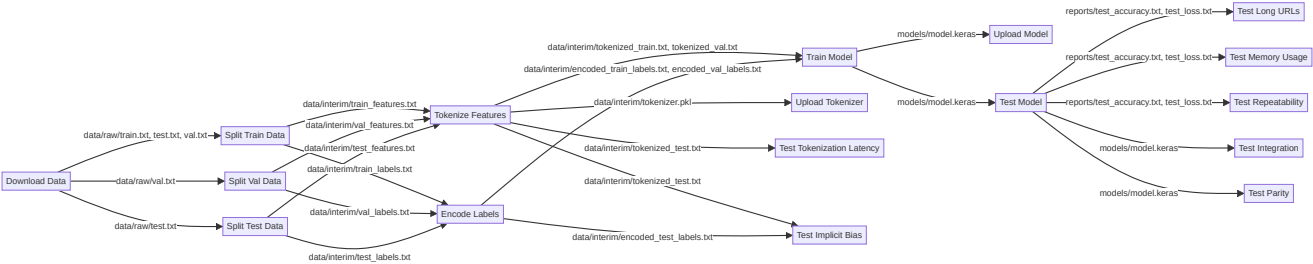 Download Data
data/raw/train.txt, test.txt, val.txt
data/raw/val.txt
data/raw/test.txt
Split Train Data
Split Val Data
Split Test Data
data/interim/train_features.txt
data/interim/val_features.txt
data/interim/test_features.txt
data/interim/train_labels.txt
data/interim/val_labels.txt
data/interim/test_labels.txt
Tokenize Features
Encode Labels
data/interim/tokenized_train.txt, tokenized_val.txt
data/interim/encoded_train_labels.txt, encoded_val_labels.txt
data/interim/tokenizer.pkl
data/interim/tokenized_test.txt
data/interim/tokenized_test.txt
data/interim/encoded_test_labels.txt
Train Model
Upload Tokenizer
Test Tokenization Latency
Test Implicit Bias
models/model.keras
models/model.keras
Upload Model
Test Model
reports/test_accuracy.txt, test_loss.txt
reports/test_accuracy.txt, test_loss.txt
reports/test_accuracy.txt, test_loss.txt
models/model.keras
models/model.keras
Test Long URLs
Test Memory Usage
Test Repeatability
Test Integration
Test Parity